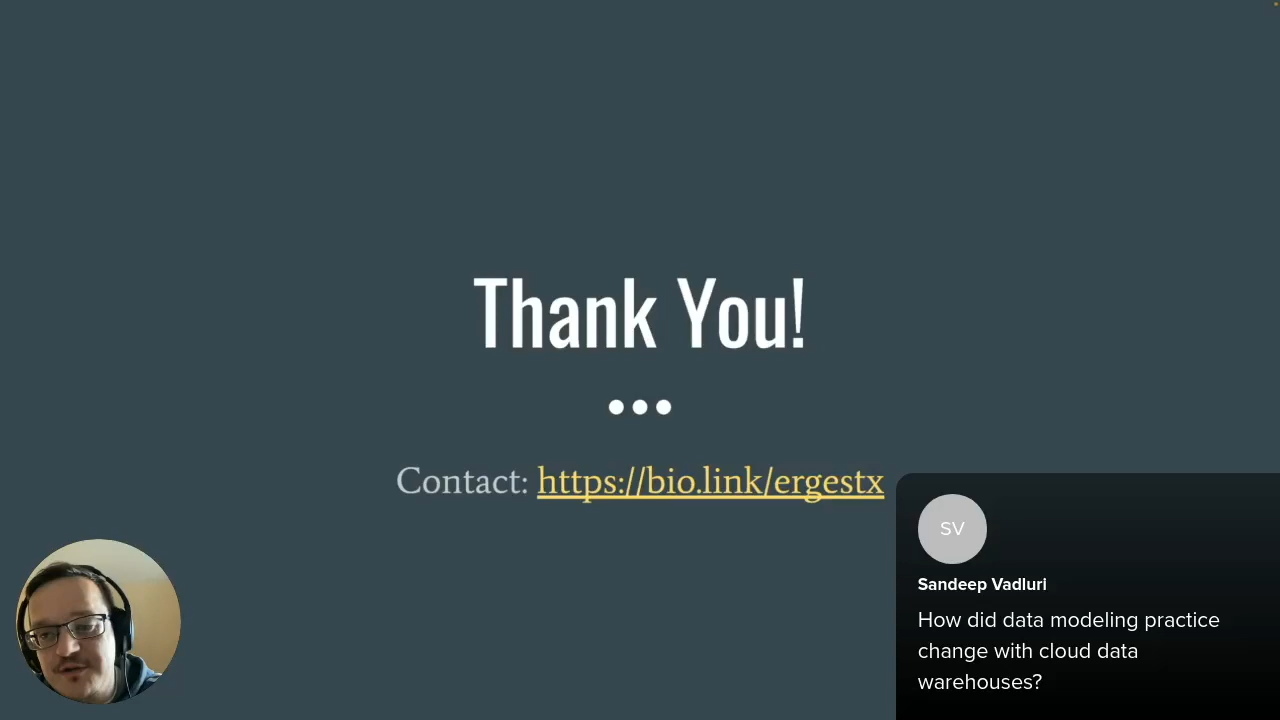 Thank You!
Contact: https://bio.link/ergestx
SV
Sandeep Vadluri
How did data modeling practice
change with cloud data
warehouses?